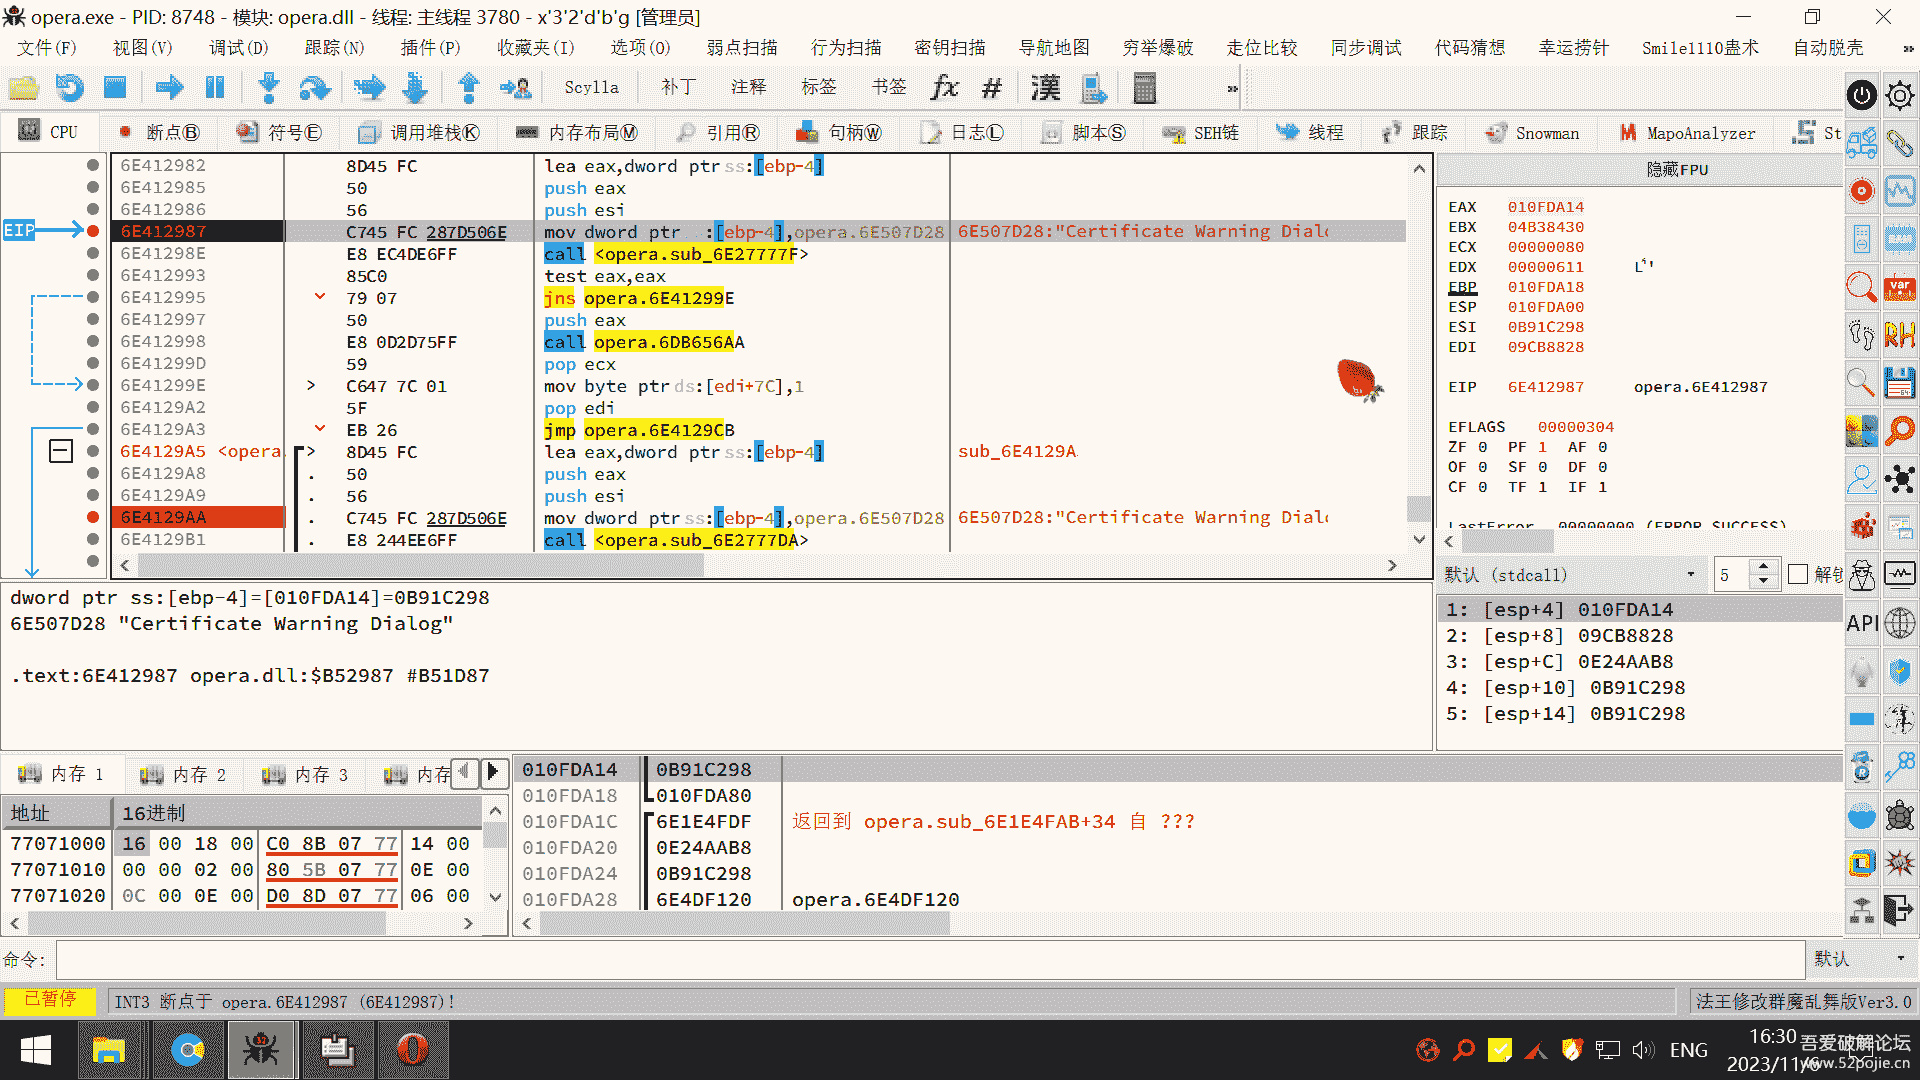 opera.exe - PID: 8748 - 模块: opera.dll - 线程: 主线程 3780 - x'3'2'd'b'g [管理员]
文件(F) 视图(V) 调试(D) 跟踪(N) 插件(P) 收藏夹(I) 选项(O) 弱点扫描 行为扫描 密钥扫描 导航地图 穷举爆破 走位比较 同步调试 代码猜想 幸运捞针 Smile1110蛊术 自动脱壳 »
Scylla 补丁 注释 标签 书签 fx # 漢 »
CPU 断点Ⓑ 符号Ⓔ 调用堆栈Ⓚ 内存布局Ⓜ 引用Ⓡ 句柄Ⓦ 日志Ⓛ 脚本Ⓢ SEH链 线程 跟踪 Snowman MapoAnalyzer St
6E412982 8D45 FC lea eax,dword ptr ss:[ebp-4]
6E412985 50 push eax
6E412986 56 push esi
EIP 6E412987 C745 FC 287D506E mov dword ptr :[ebp-4],opera.6E507D28 6E507D28:"Certificate Warning Dial
6E41298E E8 EC4DE6FF call <opera.sub_6E27777F>
6E412993 85C0 test eax,eax
6E412995 79 07 jns opera.6E41299E
6E412997 50 push eax
6E412998 E8 0D2D75FF call opera.6DB656AA
6E41299D 59 pop ecx
6E41299E > C647 7C 01 mov byte ptr ds:[edi+7C],1
6E4129A2 5F pop edi
6E4129A3 EB 26 jmp opera.6E4129CB
6E4129A5 <opera. > 8D45 FC lea eax,dword ptr ss:[ebp-4] sub_6E4129A
6E4129A8 . 50 push eax
6E4129A9 . 56 push esi
6E4129AA . C745 FC 287D506E mov dword ptr ss:[ebp-4],opera.6E507D28 6E507D28:"Certificate Warning Dial
6E4129B1 . E8 244EE6FF call <opera.sub_6E2777DA>
隐藏FPU
EAX 010FDA14
EBX 04B38430
ECX 00000080
EDX 00000611
EBP 010FDA18
ESP 010FDA00
ESI 0B91C298
EDI 09CB8828
EIP 6E412987 opera.6E412987
EFLAGS 00000304
ZF 0 PF 1 AF 0
OF 0 SF 0 DF 0
CF 0 TF 1 IF 1
LastError 00000000 (ERROR_SUCCESS)
默认 (stdcall) 5 解锁
1: [esp+4] 010FDA14
2: [esp+8] 09CB8828
3: [esp+C] 0E24AAB8
4: [esp+10] 0B91C298
5: [esp+14] 0B91C298
var
RH
API
dword ptr ss:[ebp-4]=[010FDA14]=0B91C298
6E507D28 "Certificate Warning Dialog"
.text:6E412987 opera.dll:$B52987 #B51D87
内存 1 内存 2 内存 3 内存
地址 16进制
77071000 16 00 18 00 C0 8B 07 77 14 00
77071010 00 00 02 00 80 5B 07 77 0E 00
77071020 0C 00 0E 00 D0 8D 07 77 06 00
010FDA14 0B91C298
010FDA18 010FDA80
010FDA1C 6E1E4FDF 返回到 opera.sub_6E1E4FAB+34 自 ???
010FDA20 0E24AAB8
010FDA24 0B91C298
010FDA28 6E4DF120 opera.6E4DF120
命令: 默认
已暂停 INT3 断点于 opera.6E412987 (6E412987)! 法王修改群魔乱舞版Ver3.0
ENG 16:30
2023/11/6
吾爱破解论坛
www.52pojie.cn